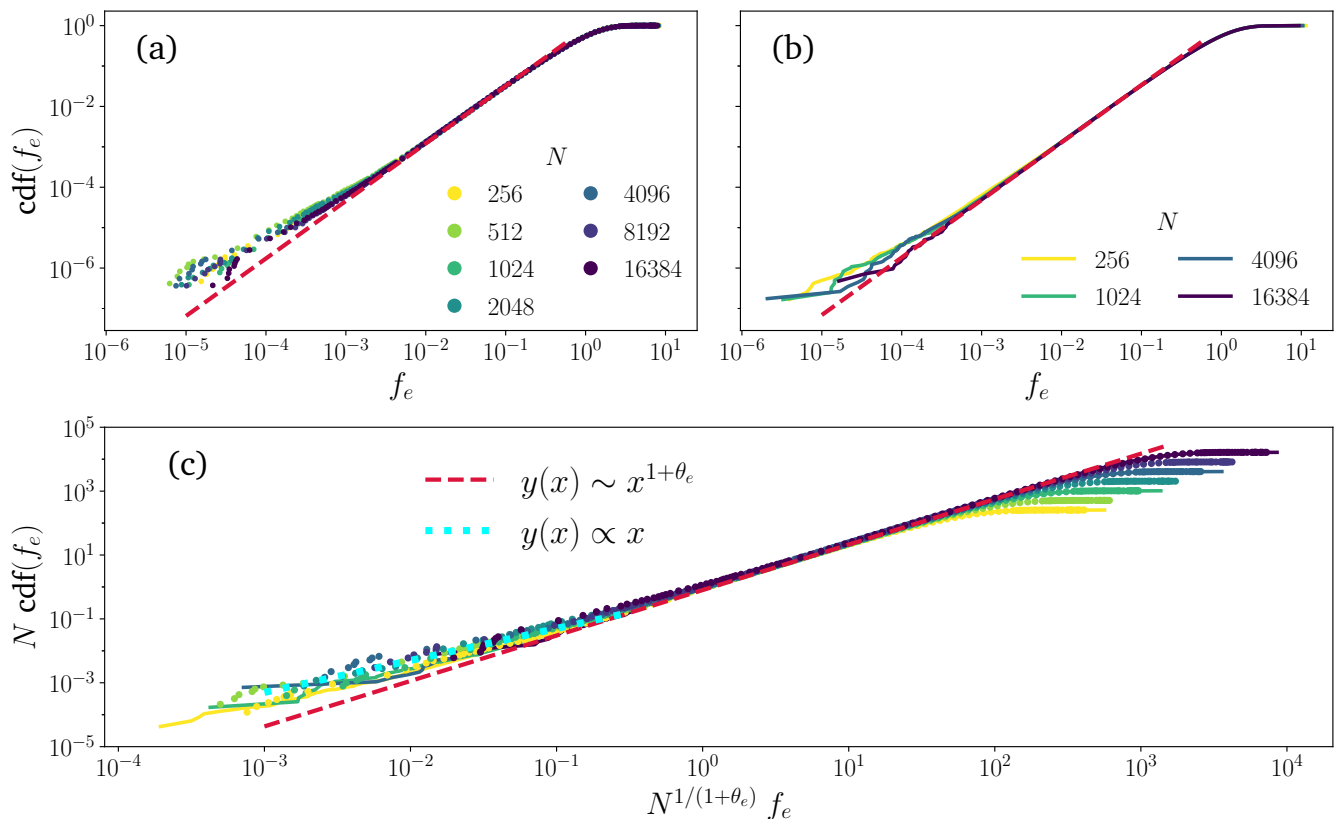 (a)
cdf(f_e)
10^0
10^{-2}
10^{-4}
10^{-6}
N
256 4096
512 8192
1024 16384
2048
10^{-6} 10^{-5} 10^{-4} 10^{-3} 10^{-2} 10^{-1} 10^0 10^1
f_e
(b)
N
256 4096
1024 16384
10^{-6} 10^{-5} 10^{-4} 10^{-3} 10^{-2} 10^{-1} 10^0 10^1
f_e
(c)
N cdf(f_e)
10^5
10^3
10^1
10^{-1}
10^{-3}
10^{-5}
y(x) ∼ x^{1+θ_e}
y(x) ∝ x
10^{-4} 10^{-3} 10^{-2} 10^{-1} 10^0 10^1 10^2 10^3 10^4
N^{1/(1+θ_e)} f_e